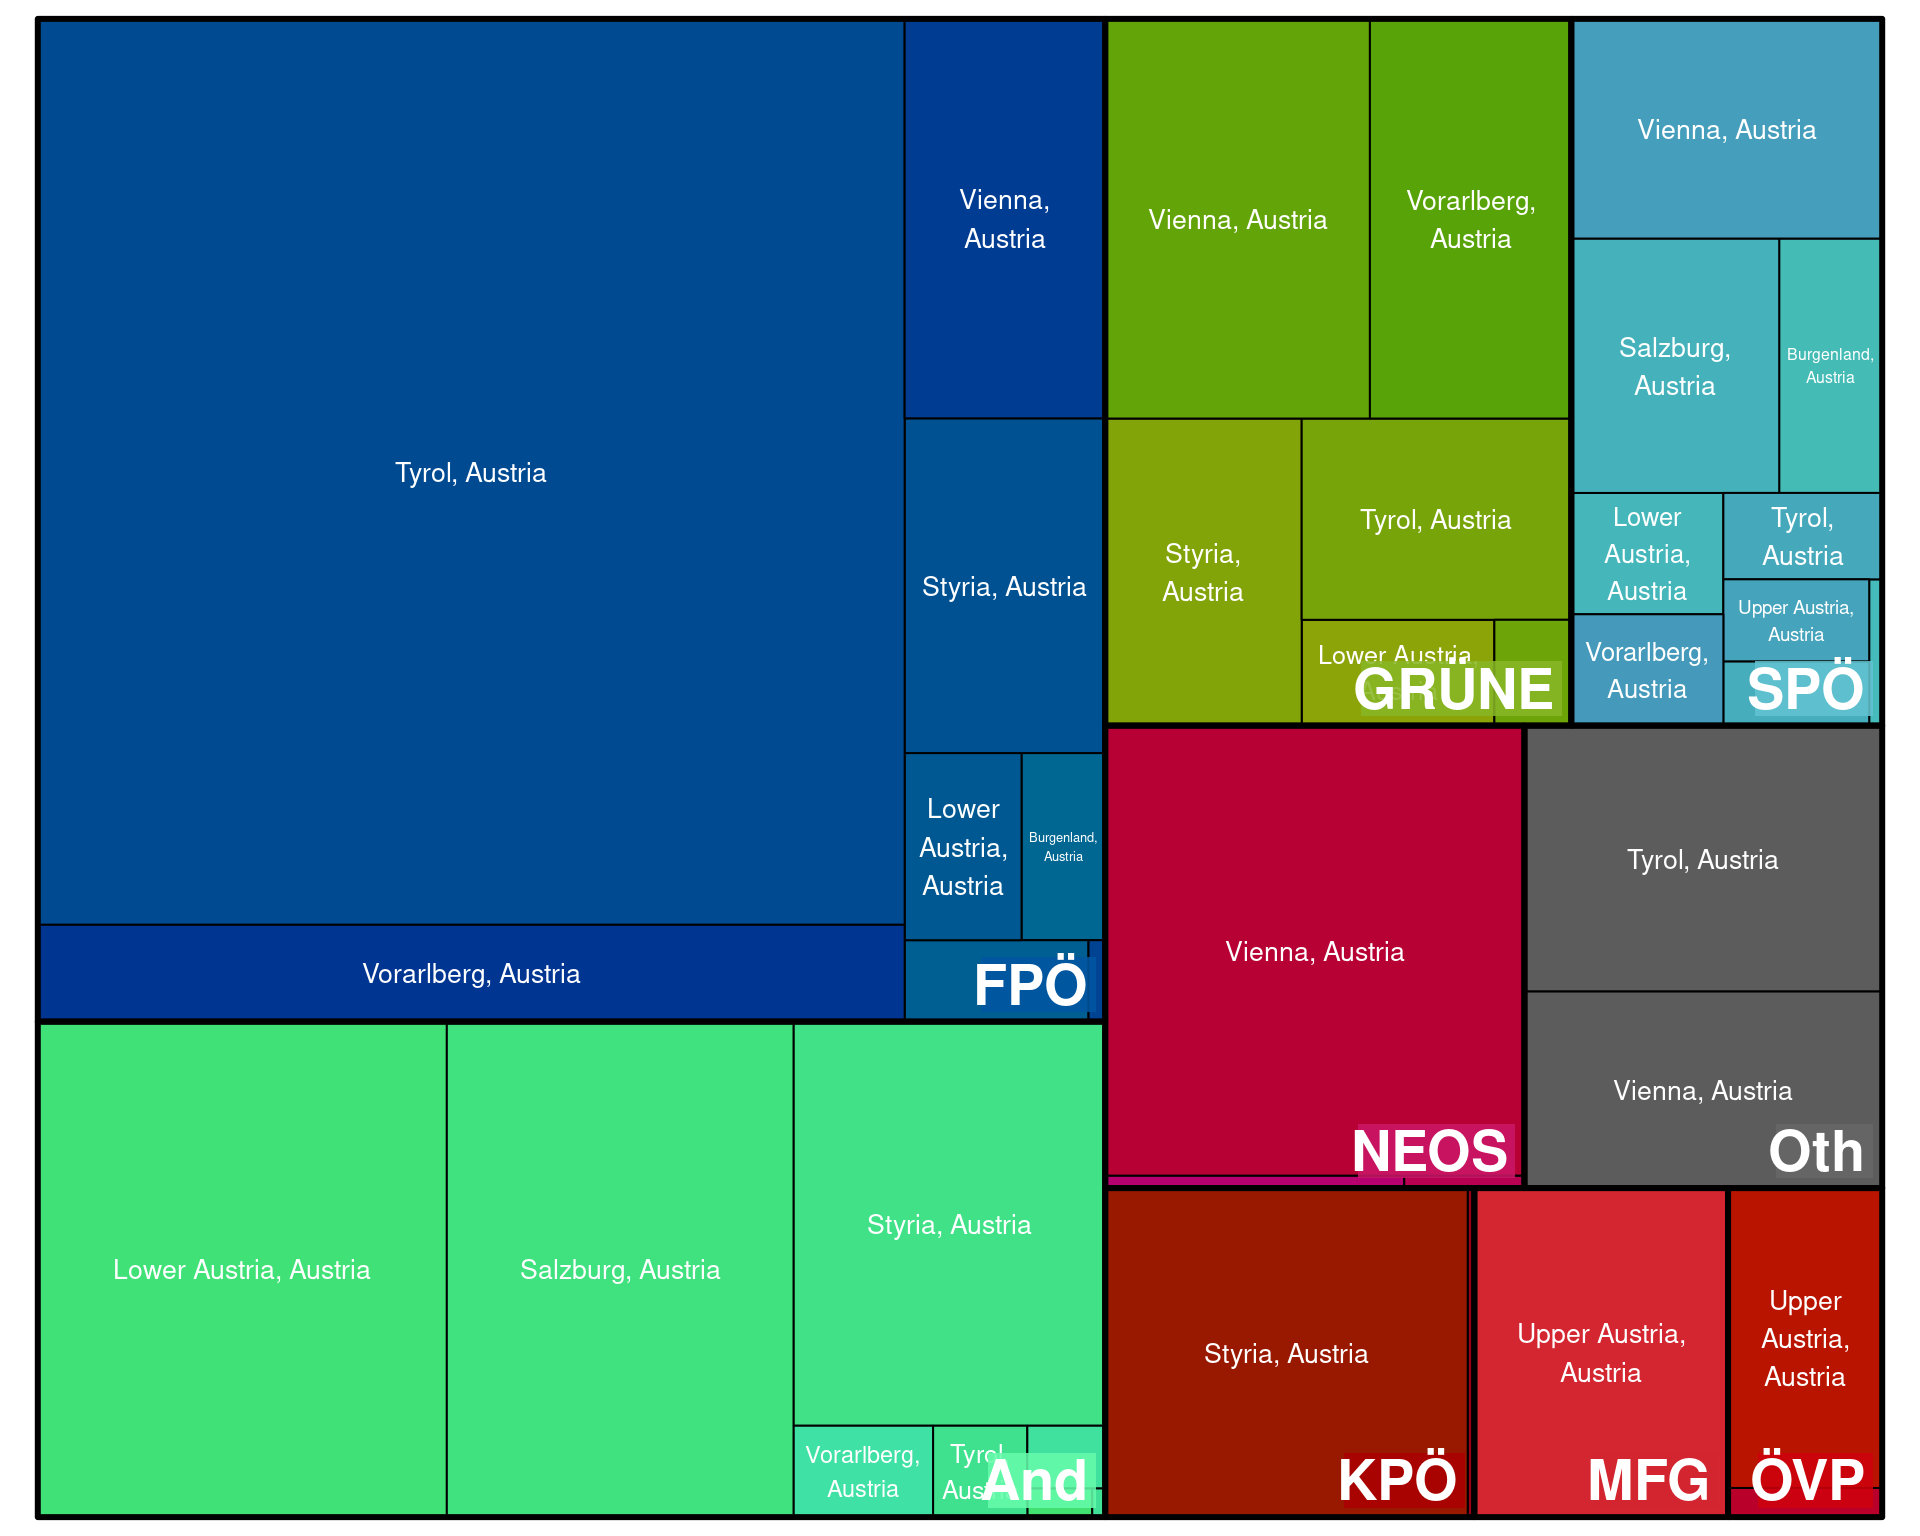 Tyrol, Austria
Vienna,
Austria
Styria, Austria
Lower
Austria,
Austria
Burgenland,
Austria
Vorarlberg, Austria
FPÖ
Vienna, Austria
Vorarlberg,
Austria
Styria,
Austria
Tyrol, Austria
Lower Austria,
GRÜNE
Vienna, Austria
Salzburg,
Austria
Burgenland,
Austria
Lower
Austria,
Austria
Tyrol,
Austria
Upper Austria,
Austria
Vorarlberg,
Austria
SPÖ
Vienna, Austria
NEOS
Tyrol, Austria
Vienna, Austria
Oth
Lower Austria, Austria
Salzburg, Austria
Styria, Austria
Vorarlberg,
Austria
Tyrol
And
Styria, Austria
KPÖ
Upper Austria,
Austria
MFG
Upper
Austria,
Austria
ÖVP